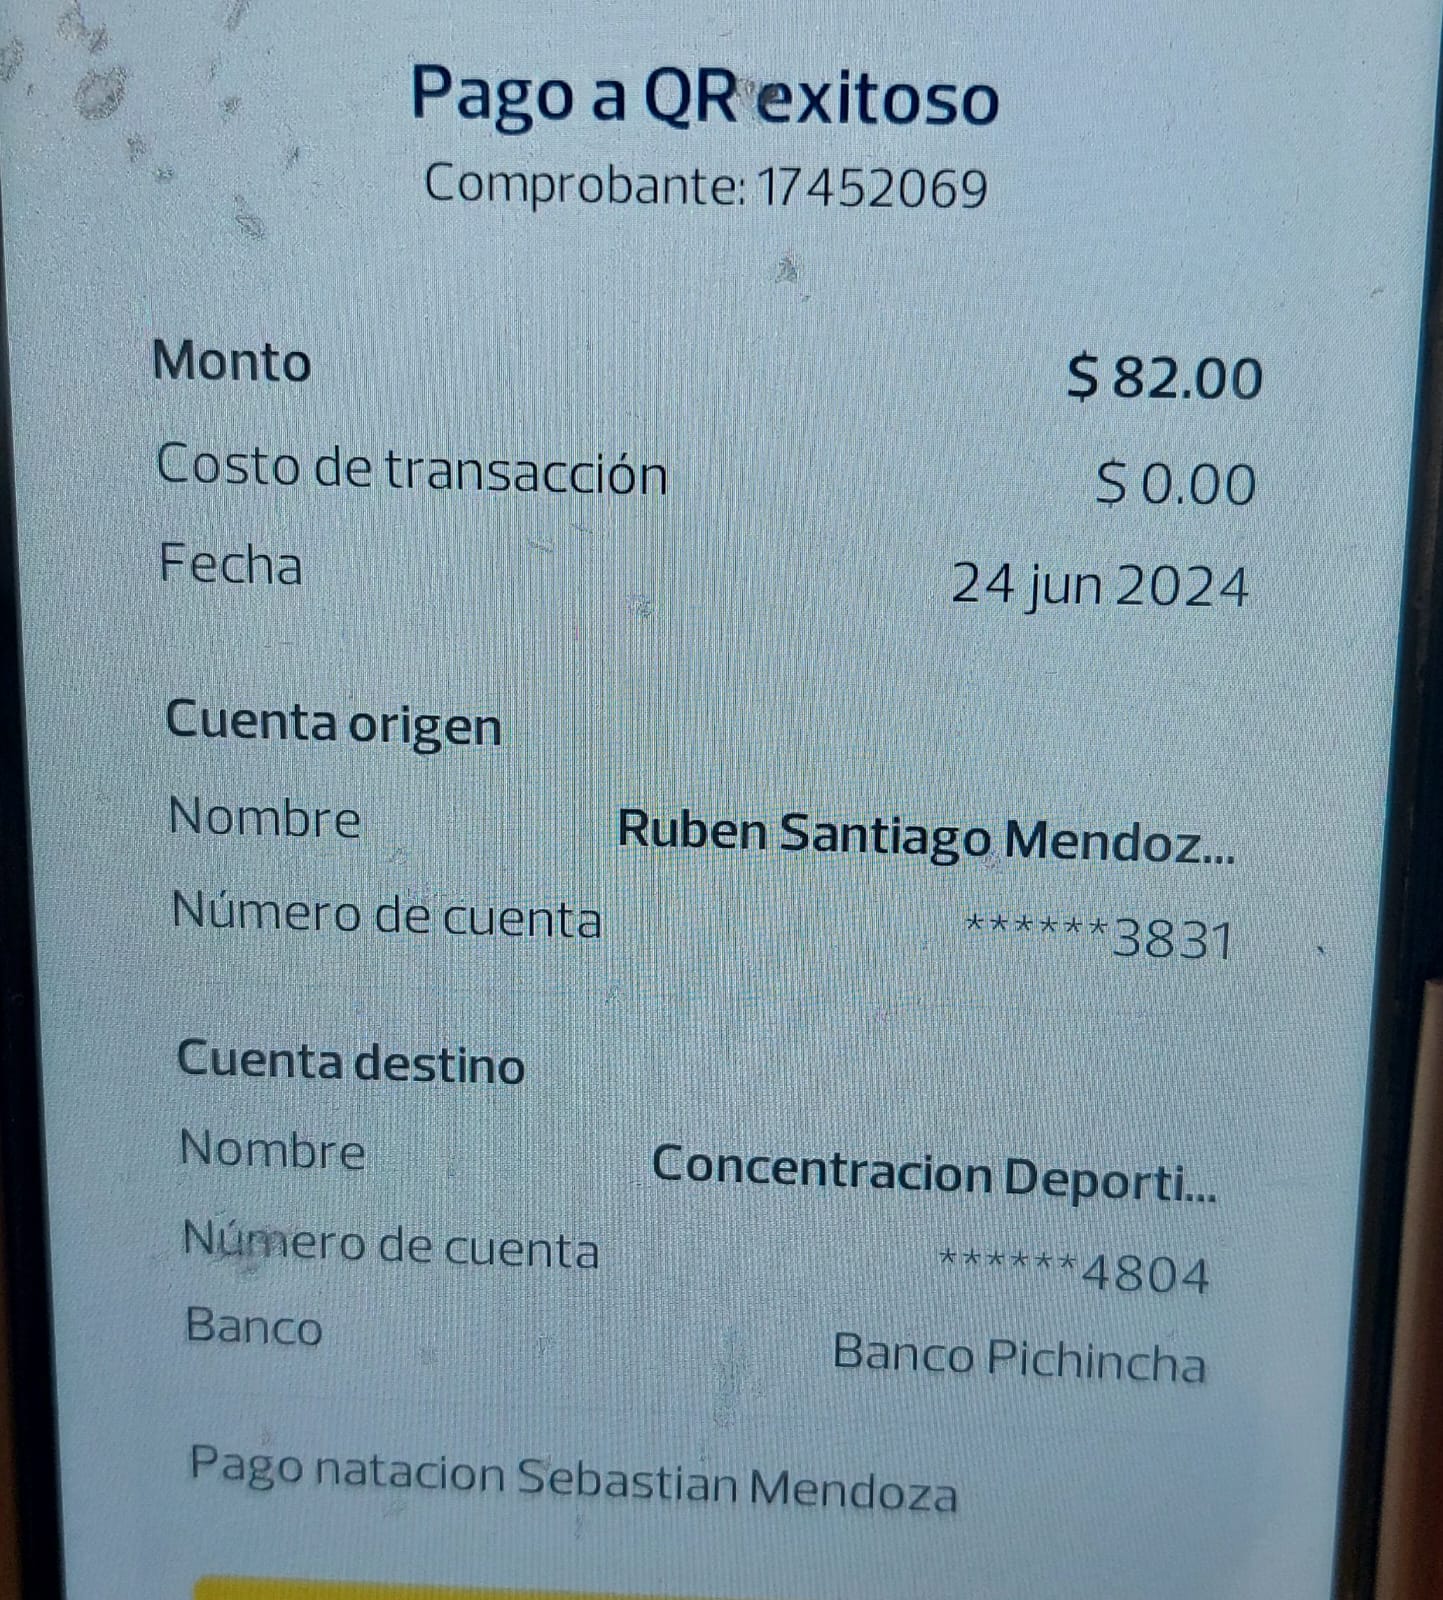 Pago a QR exitoso
Comprobante: 17452069
Monto $ 82.00
Costo de transacción $ 0.00
Fecha 24 jun 2024
Cuenta origen
Nombre Ruben Santiago Mendoz...
Número de cuenta ******3831
Cuenta destino
Nombre Concentracion Deporti...
Número de cuenta ******4804
Banco Banco Pichincha
Pago natacion Sebastian Mendoza